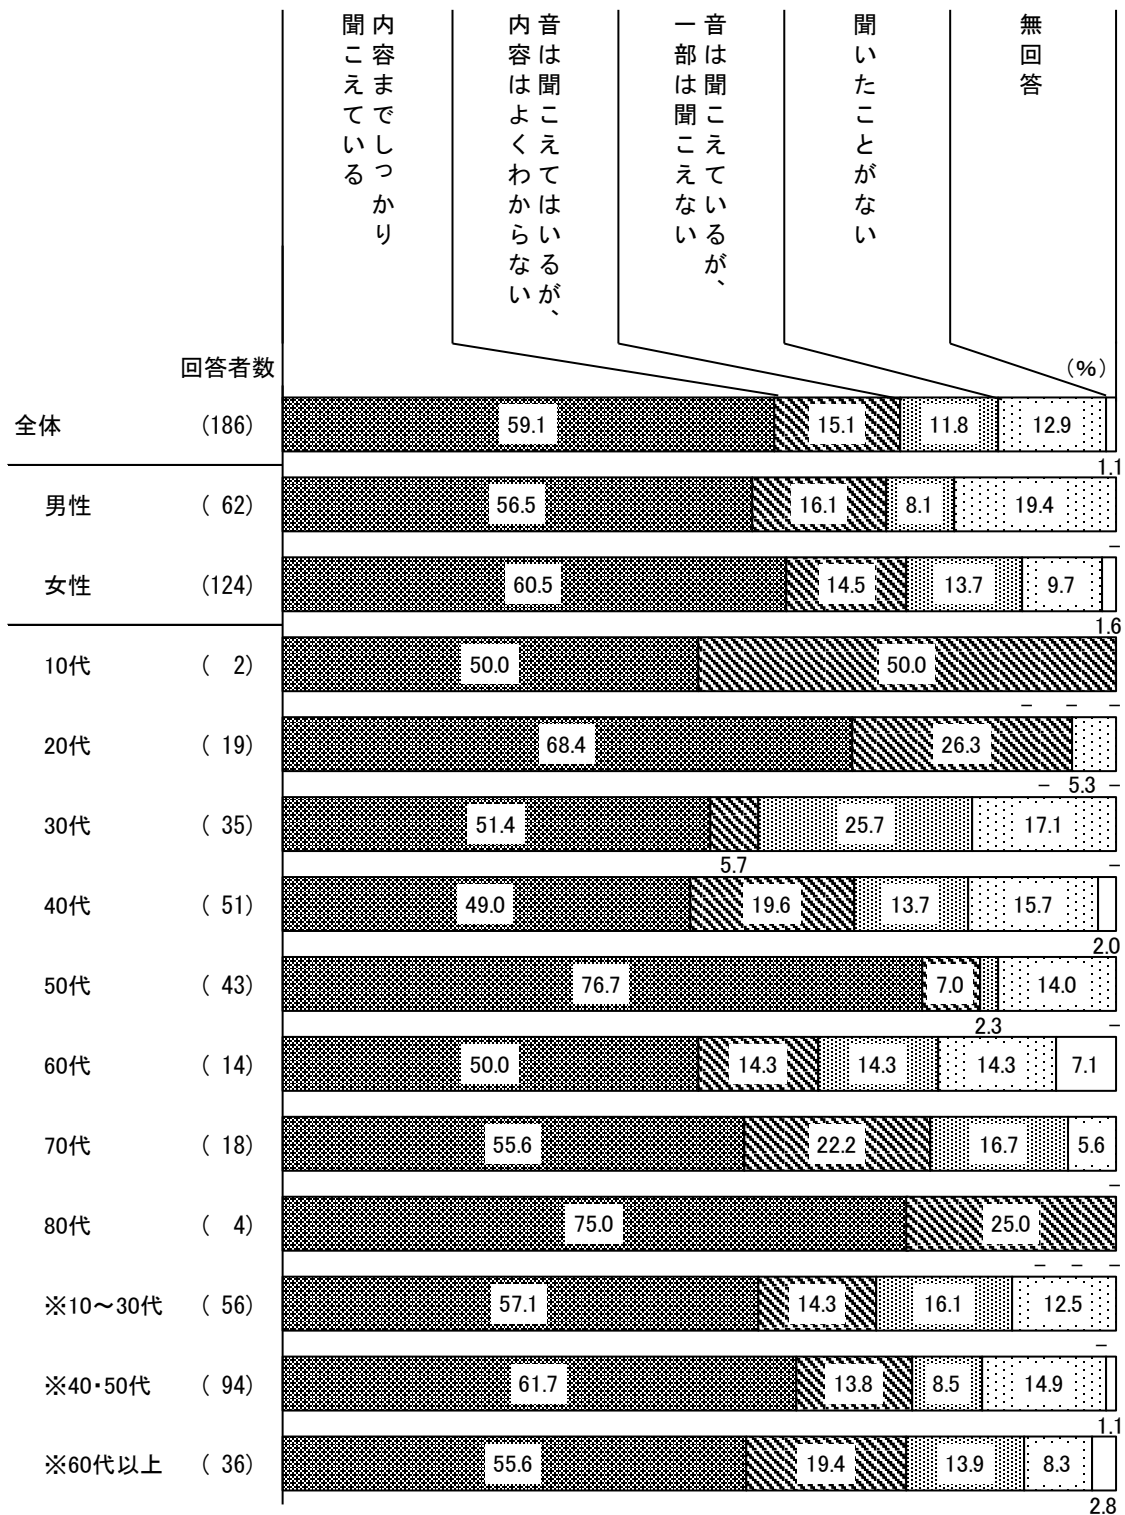 内容までしっかり
聞こえている
音は聞こえてはいるが、
内容はよくわからない
音は聞こえているが、
一部は聞こえない
聞いたことがない
無回答
回答者数 (%)
全体 (186) 59.1 15.1 11.8 12.9
1.1
男性 ( 62) 56.5 16.1 8.1 19.4
-
女性 (124) 60.5 14.5 13.7 9.7
1.6
10代 ( 2) 50.0 50.0
- - -
20代 ( 19) 68.4 26.3
- 5.3 -
30代 ( 35) 51.4 25.7 17.1
5.7 -
40代 ( 51) 49.0 19.6 13.7 15.7
2.0
50代 ( 43) 76.7 7.0 14.0
2.3 -
60代 ( 14) 50.0 14.3 14.3 14.3 7.1
70代 ( 18) 55.6 22.2 16.7 5.6
-
80代 ( 4) 75.0 25.0
- - -
※10～30代 ( 56) 57.1 14.3 16.1 12.5
-
※40・50代 ( 94) 61.7 13.8 8.5 14.9
1.1
※60代以上 ( 36) 55.6 19.4 13.9 8.3
2.8